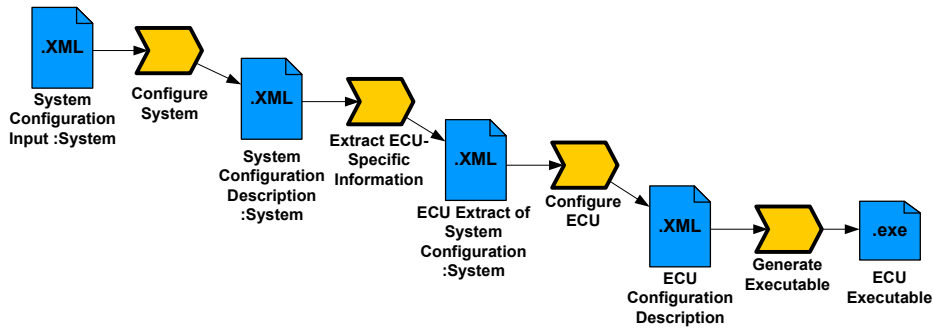 .XML
System
Configuration
Input :System
Configure
System
.XML
System
Configuration
Description
:System
Extract ECU-
Specific
Information
.XML
ECU Extract of
System
Configuration
:System
Configure
ECU
.XML
ECU
Configuration
Description
Generate
Executable
.exe
ECU
Executable